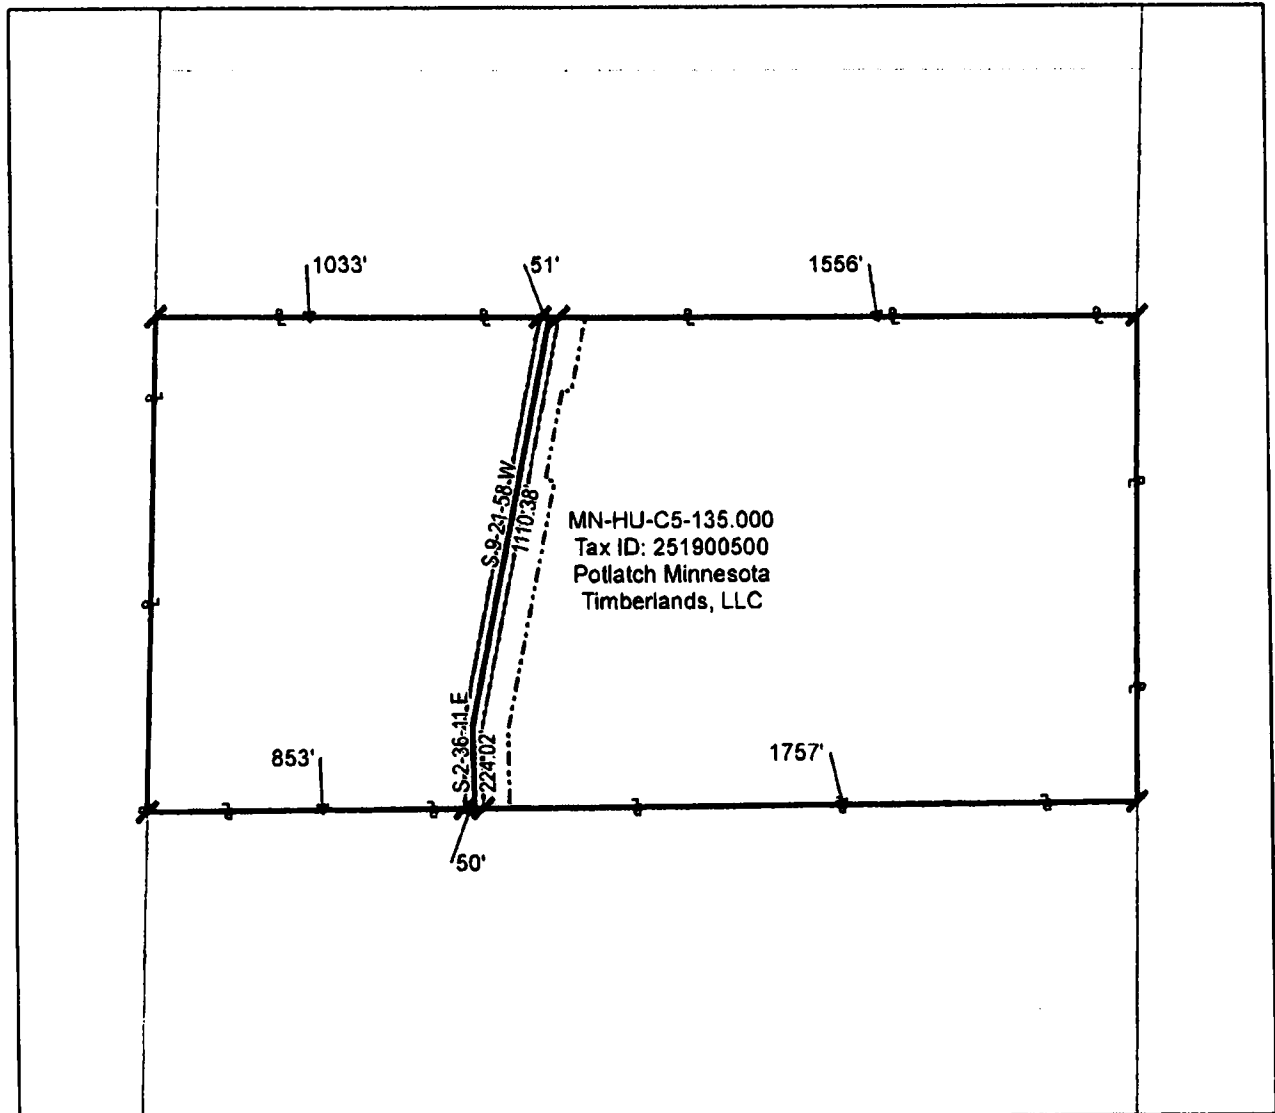 1033'
51'
1556'
S 9-21-58 W
1110.38'
MN-HU-C5-135.000
Tax ID: 251900500
Potlatch Minnesota
Timberlands, LLC
S 2-36-11 E
224.02'
853'
1757'
50'